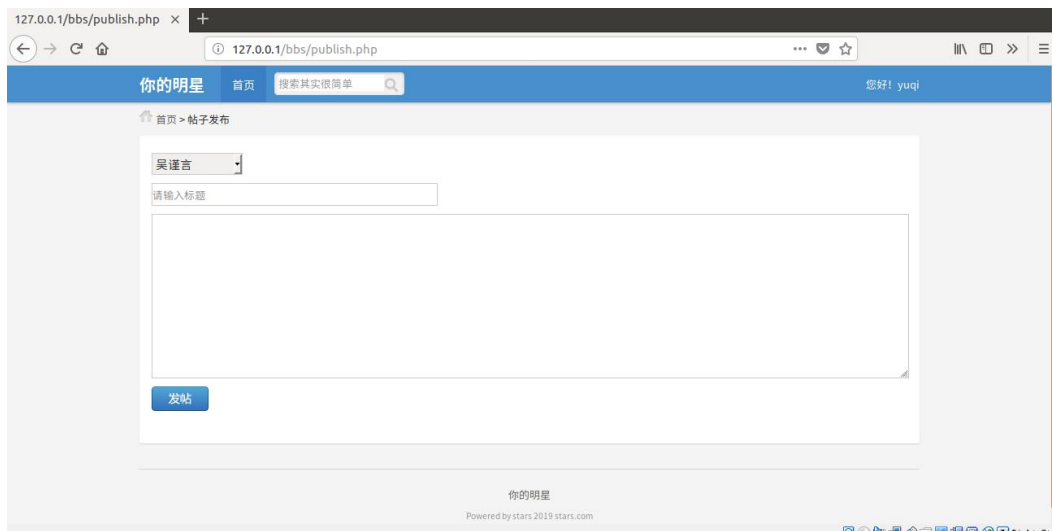 127.0.0.1/bbs/publish.php × +
127.0.0.1/bbs/publish.php
你的明星 首页 搜索其实很简单 您好! yuqi
首页 > 帖子发布
吴谨言
请输入标题
发帖
你的明星
Powered by stars 2019 stars.com